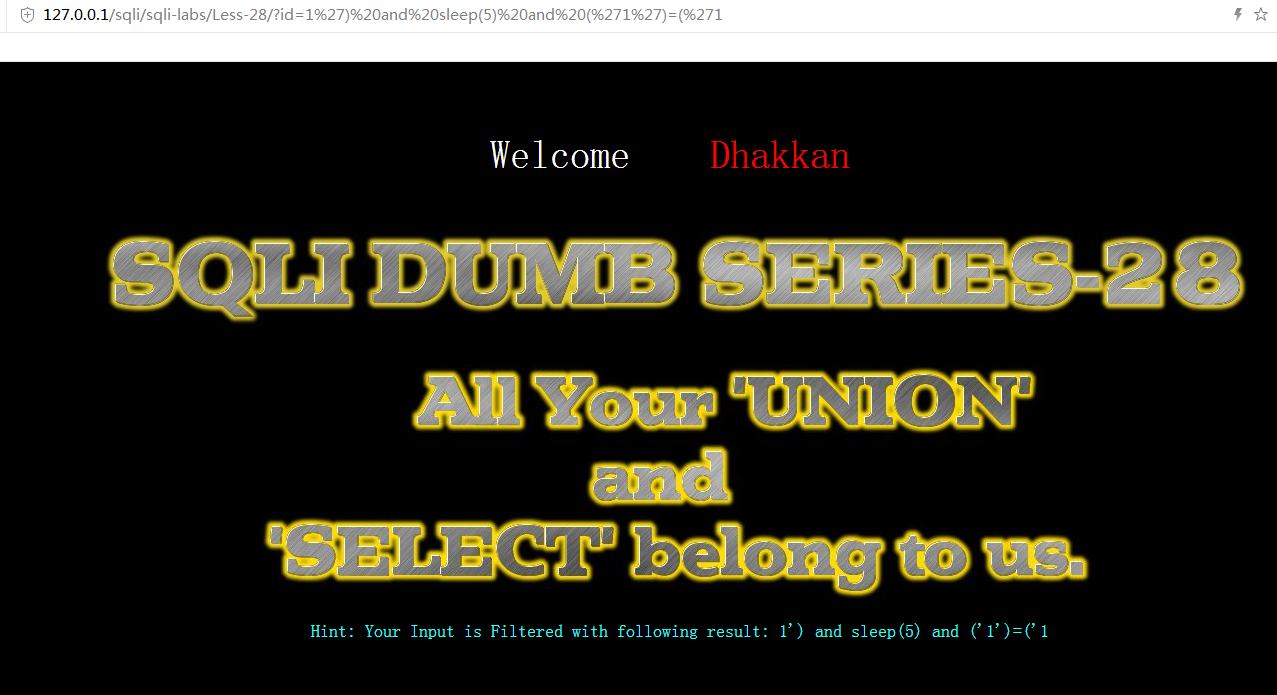 127.0.0.1/sqli/sqli-labs/Less-28/?id=1%27)%20and%20sleep(5)%20and%20(%271%27)=(%271
Welcome Dhakkan
SQLI DUMB SERIES-28
All Your 'UNION'
and
'SELECT' belong to us.
Hint: Your Input is Filtered with following result: 1') and sleep(5) and ('1')=('1